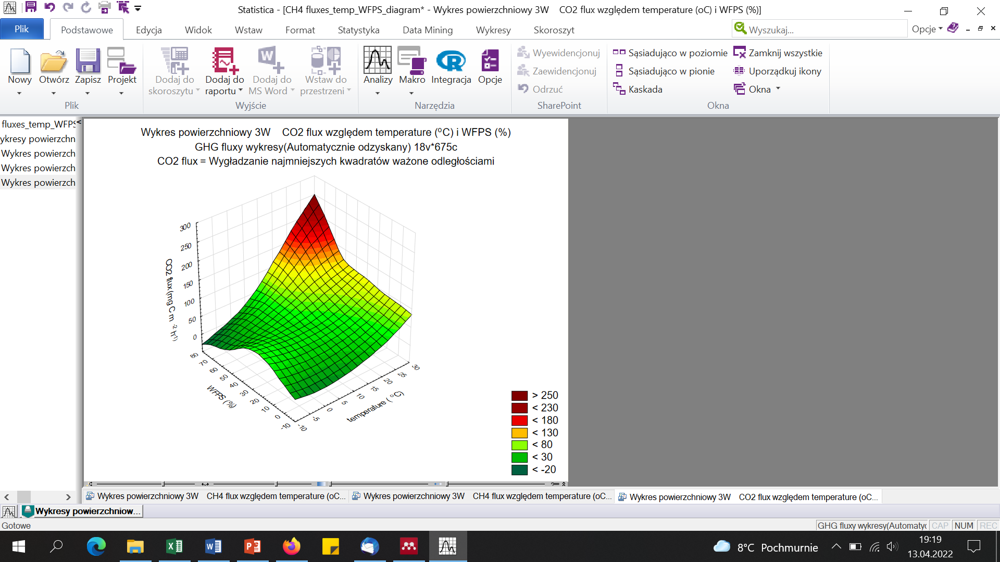 Statistica - [CH4 fluxes_temp_WFPS_diagram* - Wykres powierzchniowy 3W    CO2 flux względem temperature (oC) i WFPS (%)]
Plik
Podstawowe
Edycja
Widok
Wstaw
Format
Statystyka
Data Mining
Wykresy
Skoroszyt
Wyszukaj...
Opcje
Nowy
Otwórz
Zapisz
Projekt
Dodaj do
skoroszytu
Dodaj do
raportu
Dodaj do
MS Word
Wstaw do
przestrzeni
Analizy
Makro
Integracja
Opcje
Wyewidencjonuj
Zaewidencjonuj
Odrzuć
Sąsiadująco w poziomie
Sąsiadująco w pionie
Kaskada
Zamknij wszystkie
Uporządkuj ikony
Okna
Plik
Wyjście
Narzędzia
SharePoint
Okna
fluxes_temp_WFPS
ykresy powierzchn
Wykres powierzch
Wykres powierzch
Wykres powierzch
Wykres powierzchniowy 3W    CO2 flux względem temperature (ºC) i WFPS (%)
GHG fluxy wykresy(Automatycznie odzyskany) 18v*675c
CO2 flux = Wygładzanie najmniejszych kwadratów ważone odległościami
300
250
200
150
100
50
0
CO2 flux(mg C m -2 h-1)
80
70
60
50
40
30
20
10
0
-10
WFPS (%)
-10
-5
0
5
10
15
20
25
30
temperature ( ºC)
> 250
< 230
< 180
< 130
< 80
< 30
< -20
Wykres powierzchniowy 3W    CH4 flux względem temperature (oC...
Wykres powierzchniowy 3W    CH4 flux względem temperature (oC...
Wykres powierzchniowy 3W    CO2 flux względem temperature (oC...
Wykresy powierzchniow...
Gotowe
GHG fluxy wykresy(Automatyc
CAP
NUM
REC
8°C Pochmurnie
19:19
13.04.2022